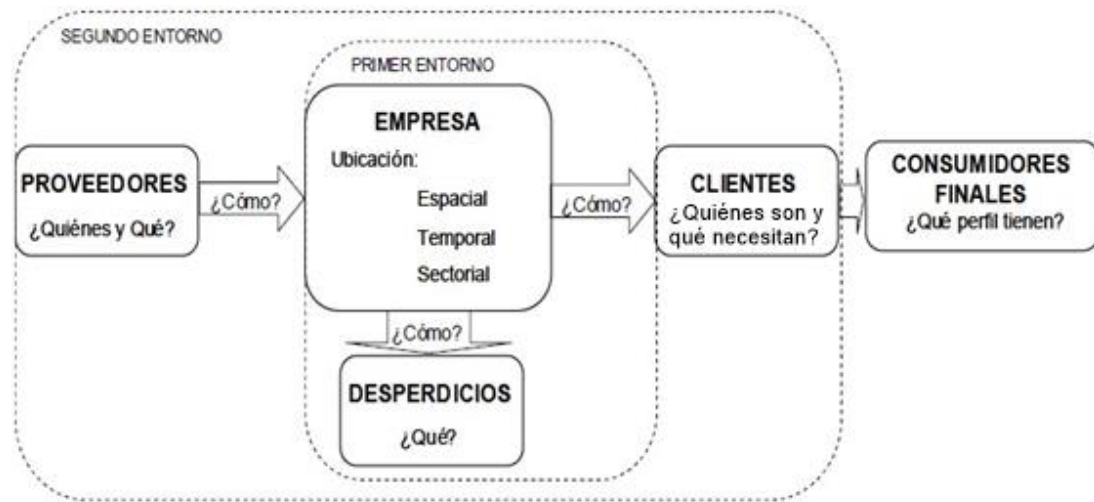 SEGUNDO ENTORNO
PRIMER ENTORNO
EMPRESA
Ubicación:
Espacial
Temporal
Sectorial
PROVEEDORES
¿Quiénes y Qué?
¿Cómo?
¿Cómo?
CLIENTES
¿Quiénes son y
qué necesitan?
CONSUMIDORES
FINALES
¿Qué perfil tienen?
¿Cómo?
DESPERDICIOS
¿Qué?